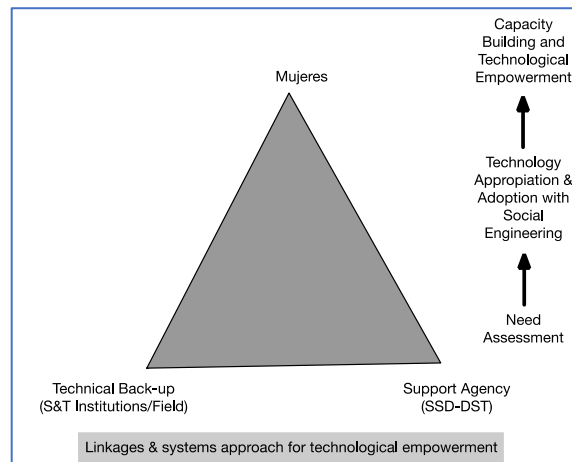 Capacity
Building and
Technological
Empowerment
Mujeres
Technology
Appropiation &
Adoption with
Social
Engineering
Need
Assessment
Technical Back-up
(S&T Institutions/Field)
Support Agency
(SSD-DST)
Linkages & systems approach for technological empowerment